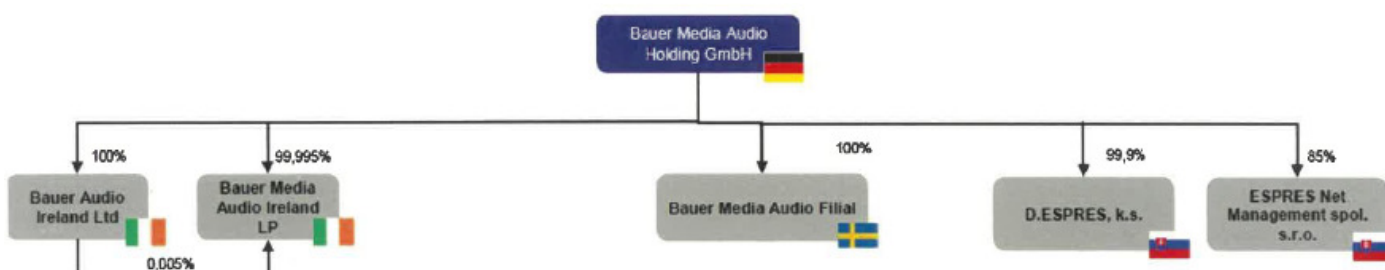 Bauer Media Audio
Holding GmbH
100%
99,995%
100%
99,9%
85%
Bauer Audio
Ireland Ltd
Bauer Media
Audio Ireland
LP
Bauer Media Audio Filial
D.ESPRES, k.s.
ESPRES Net
Management spol.
s.r.o.
0,005%